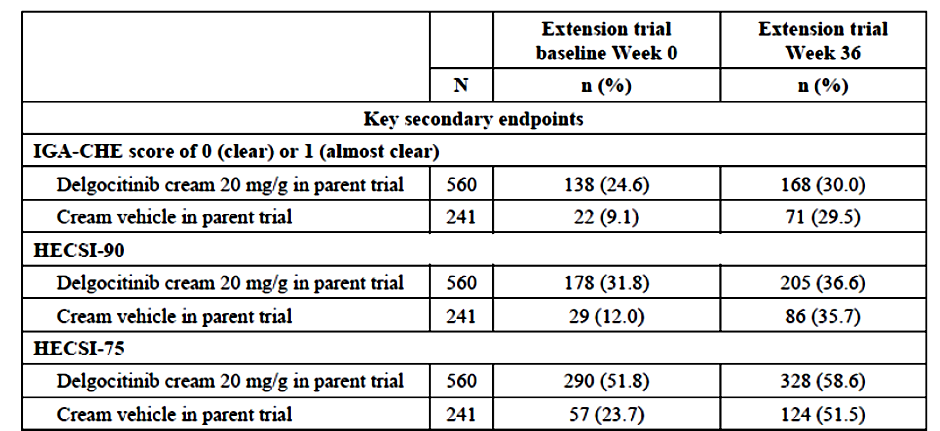 Extension trial baseline Week 0 Extension trial Week 36
N n (%) n (%)
Key secondary endpoints
IGA-CHE score of 0 (clear) or 1 (almost clear)
Delgocitinib cream 20 mg/g in parent trial 560 138 (24.6) 168 (30.0)
Cream vehicle in parent trial 241 22 (9.1) 71 (29.5)
HECSI-90
Delgocitinib cream 20 mg/g in parent trial 560 178 (31.8) 205 (36.6)
Cream vehicle in parent trial 241 29 (12.0) 86 (35.7)
HECSI-75
Delgocitinib cream 20 mg/g in parent trial 560 290 (51.8) 328 (58.6)
Cream vehicle in parent trial 241 57 (23.7) 124 (51.5)